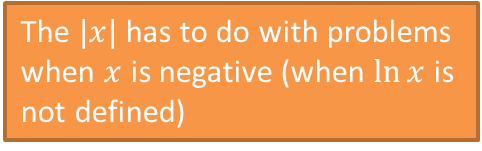 The |𝑥| has to do with problems
when 𝑥 is negative (when ln 𝑥 is
not defined)